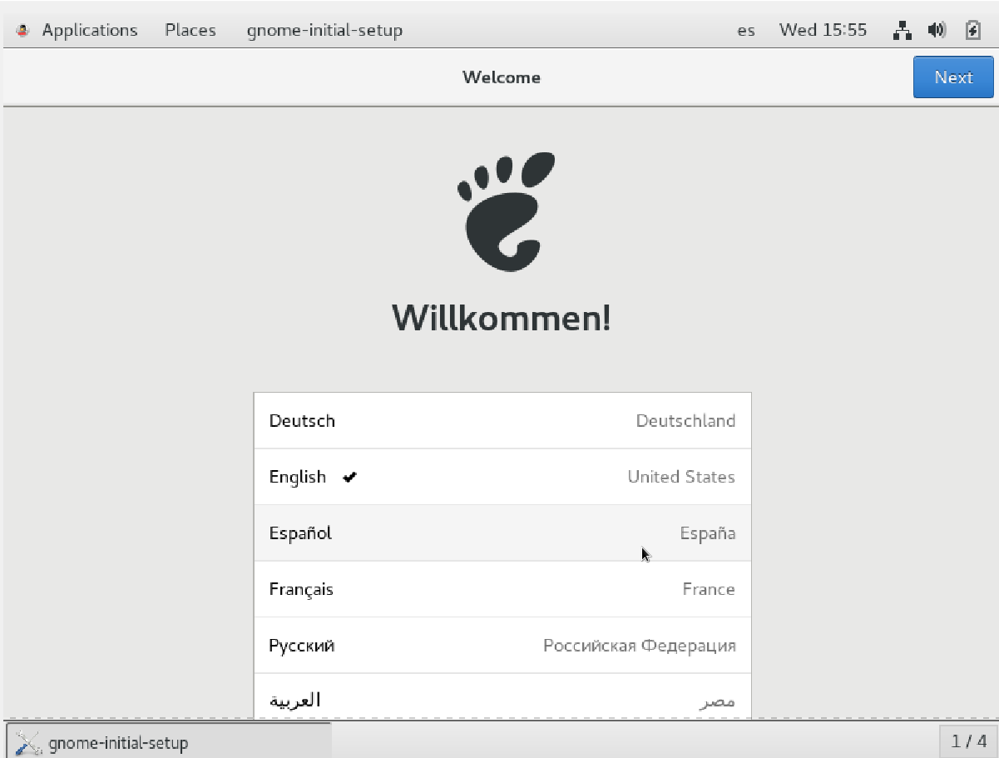 Applications Places gnome-initial-setup es Wed 15:55
Welcome Next
Willkommen!
Deutsch Deutschland
English United States
Español España
Français France
Русский Российская Федерация
العربية مصر
gnome-initial-setup 1 / 4